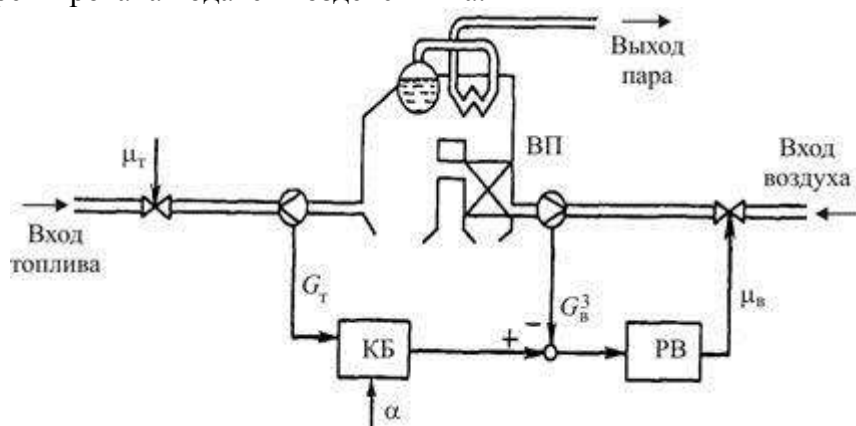 Выход
пара
μт
ВП
Вход
воздуха
Вход
топлива
Gт
Gв³
μв
КБ
+
−
РВ
α